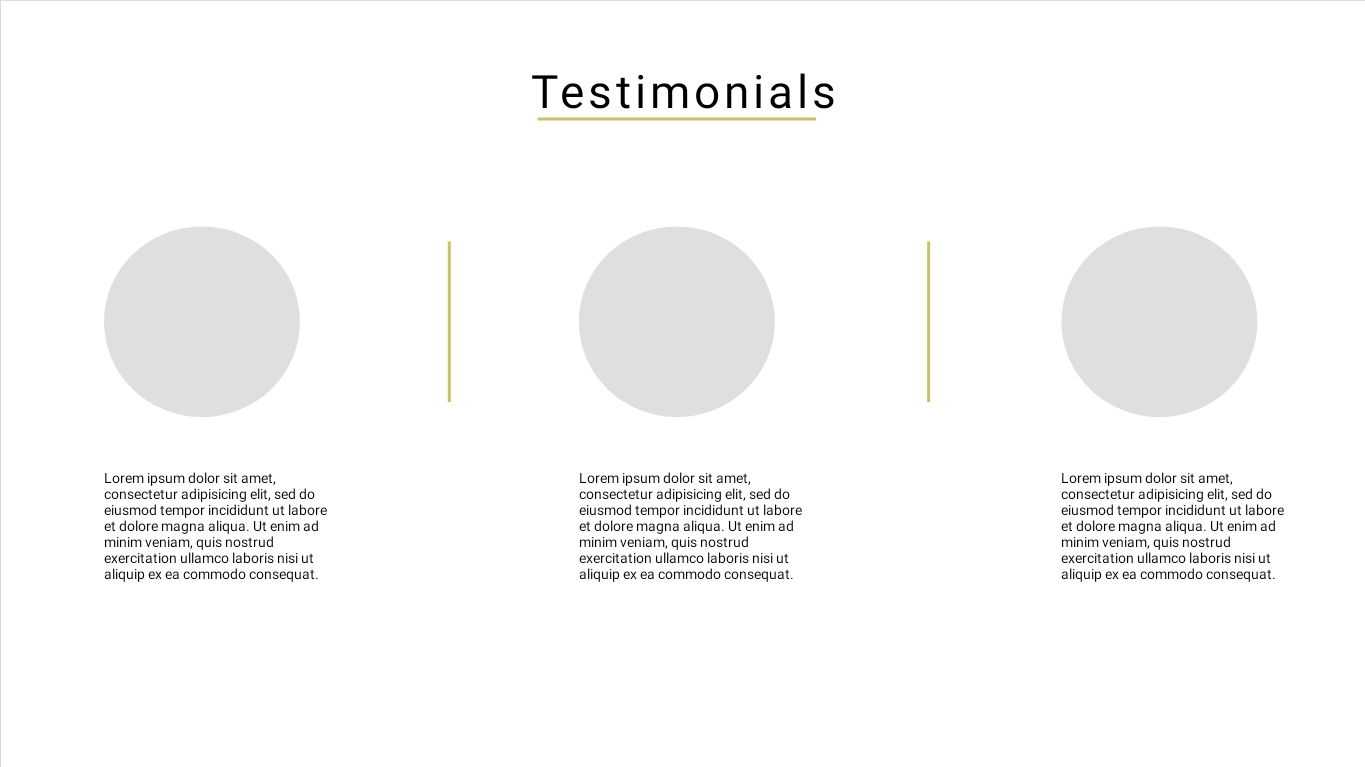 Testimonials
Lorem ipsum dolor sit amet,
consectetur adipisicing elit, sed do
eiusmod tempor incididunt ut labore
et dolore magna aliqua. Ut enim ad
minim veniam, quis nostrud
exercitation ullamco laboris nisi ut
aliquip ex ea commodo consequat.
Lorem ipsum dolor sit amet,
consectetur adipisicing elit, sed do
eiusmod tempor incididunt ut labore
et dolore magna aliqua. Ut enim ad
minim veniam, quis nostrud
exercitation ullamco laboris nisi ut
aliquip ex ea commodo consequat.
Lorem ipsum dolor sit amet,
consectetur adipisicing elit, sed do
eiusmod tempor incididunt ut labore
et dolore magna aliqua. Ut enim ad
minim veniam, quis nostrud
exercitation ullamco laboris nisi ut
aliquip ex ea commodo consequat.